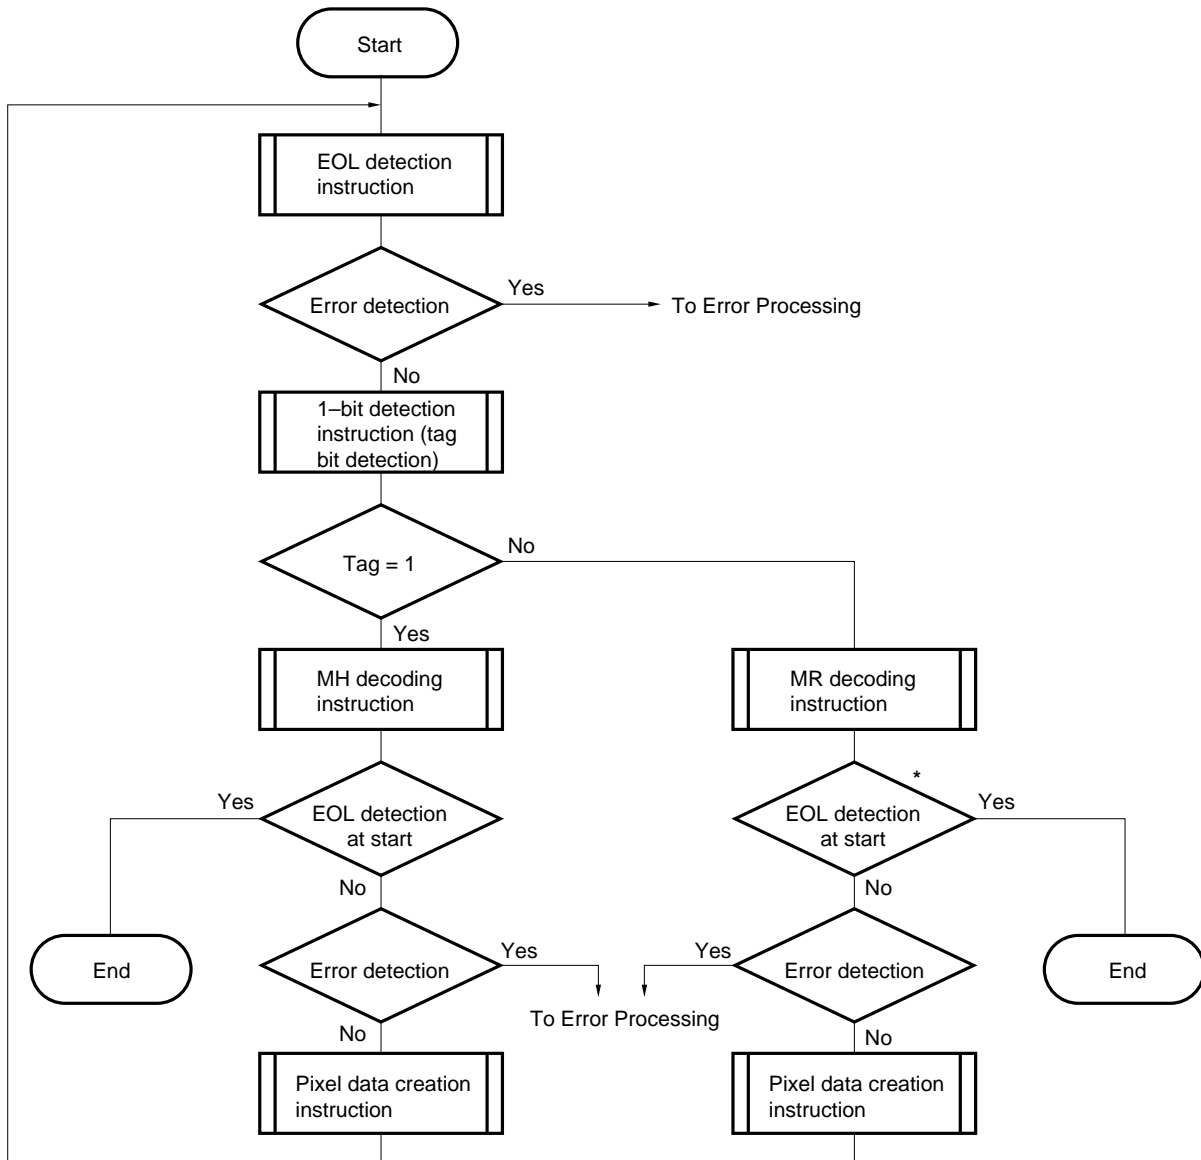 Start
EOL detection
instruction
Error detection
Yes
To Error Processing
No
1–bit detection
instruction (tag
bit detection)
Tag = 1
No
Yes
MH decoding
instruction
MR decoding
instruction
Yes
EOL detection
at start
*
EOL detection
at start
Yes
No
No
End
Error detection
Yes
Yes
Error detection
End
To Error Processing
No
No
Pixel data creation
instruction
Pixel data creation
instruction